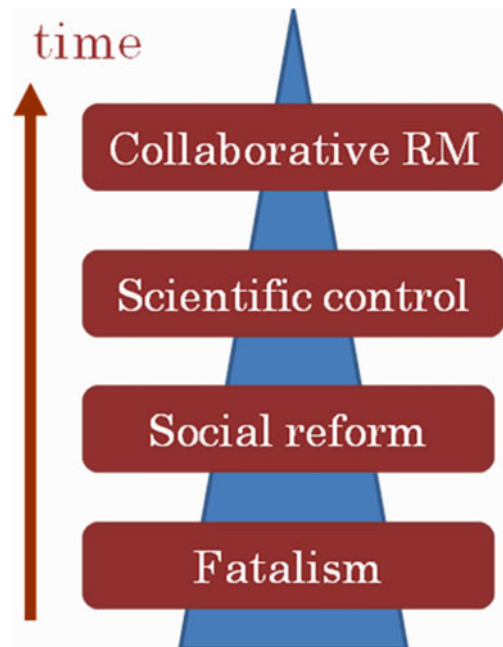 time
Collaborative RM
Scientific control
Social reform
Fatalism